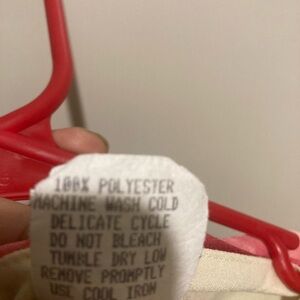 100% POLYESTER
MACHINE WASH COLD
DELICATE CYCLE
DO NOT BLEACH
TUMBLE DRY LOW
REMOVE PROMPTLY
USE COOL IRON